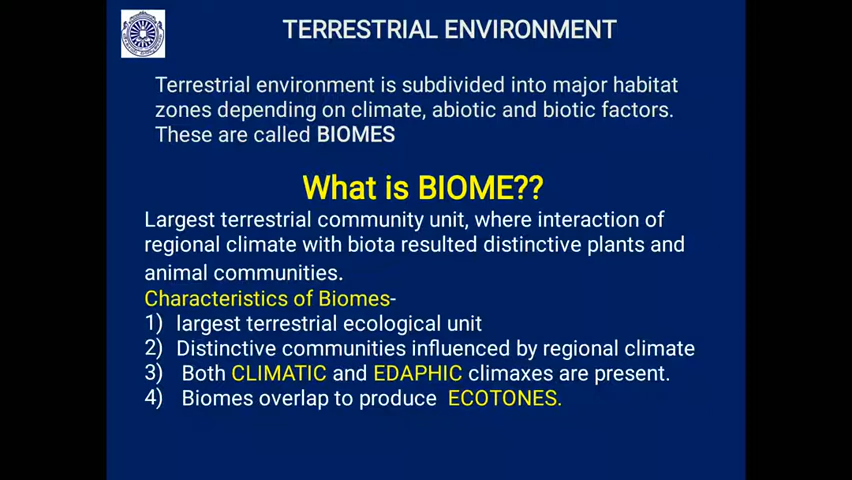 TERRESTRIAL ENVIRONMENT
Terrestrial environment is subdivided into major habitat
zones depending on climate, abiotic and biotic factors.
These are called BIOMES
What is BIOME??
Largest terrestrial community unit, where interaction of
regional climate with biota resulted distinctive plants and
animal communities.
Characteristics of Biomes-
1) largest terrestrial ecological unit
2) Distinctive communities influenced by regional climate
3) Both CLIMATIC and EDAPHIC climaxes are present.
4) Biomes overlap to produce ECOTONES.